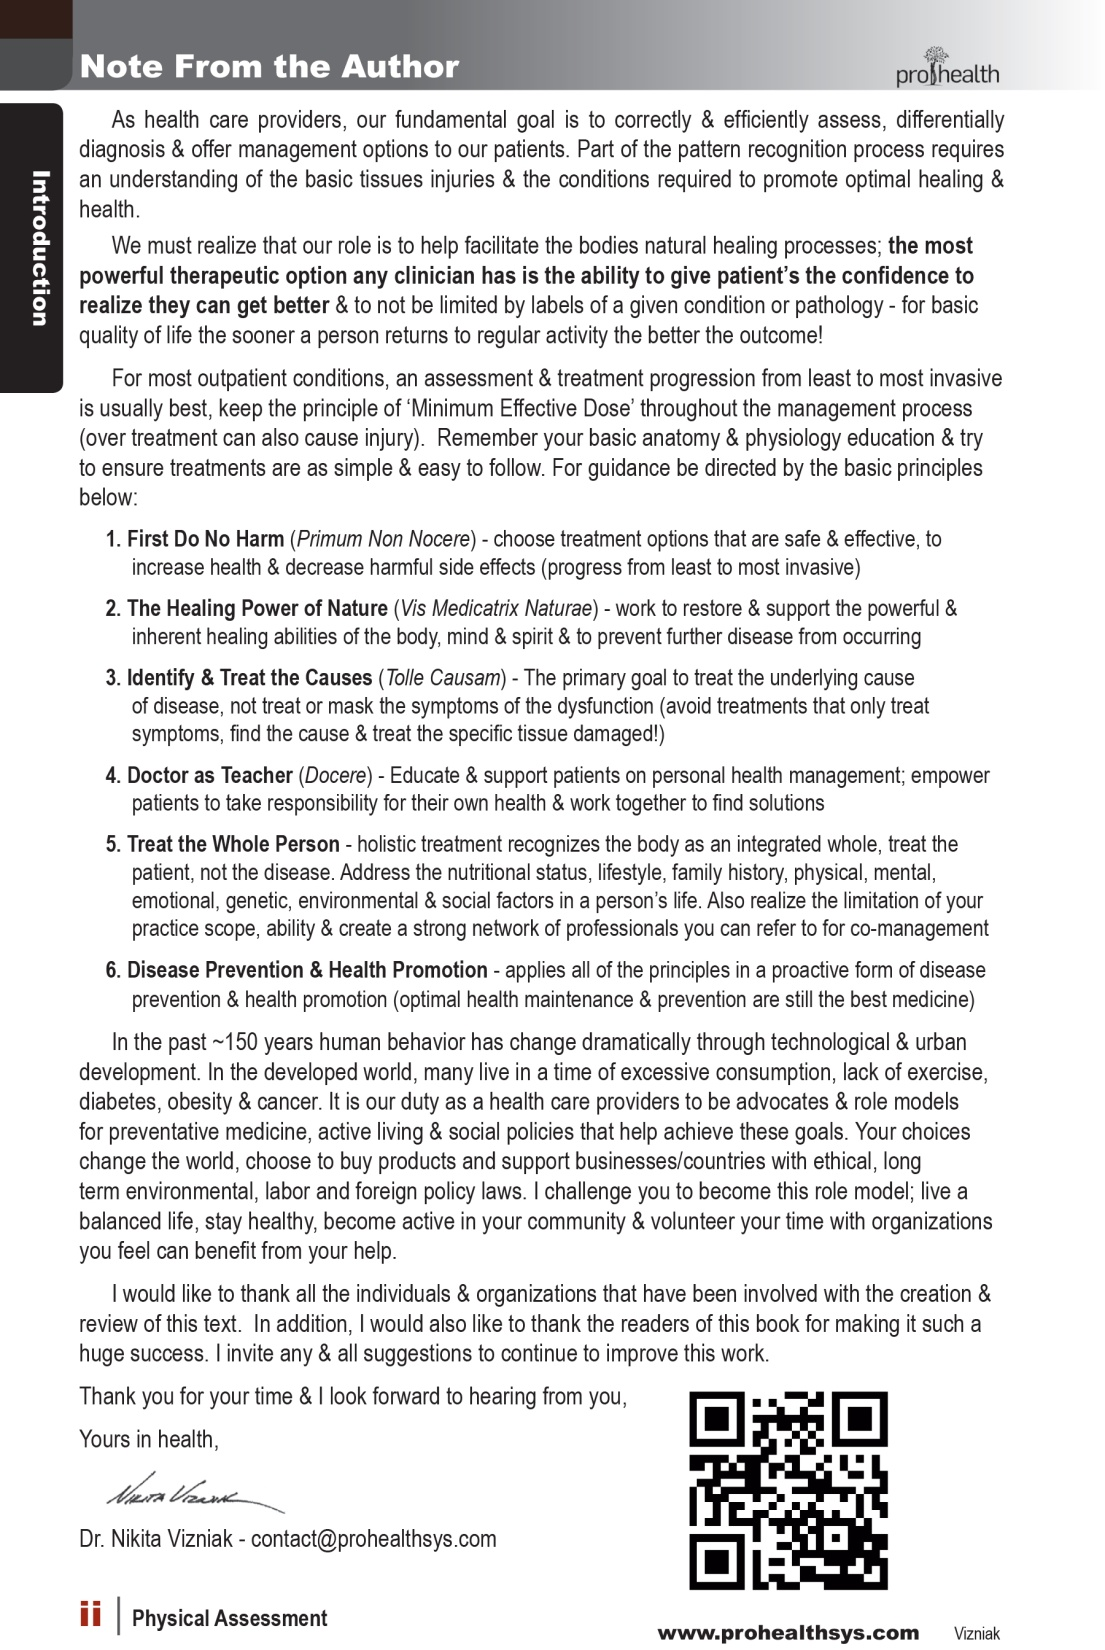 Note From the Author
prohealth
Introduction
As health care providers, our fundamental goal is to correctly & efficiently assess, differentially
diagnosis & offer management options to our patients. Part of the pattern recognition process requires
an understanding of the basic tissues injuries & the conditions required to promote optimal healing &
health.
We must realize that our role is to help facilitate the bodies natural healing processes; the most
powerful therapeutic option any clinician has is the ability to give patient's the confidence to
realize they can get better & to not be limited by labels of a given condition or pathology - for basic
quality of life the sooner a person returns to regular activity the better the outcome!
For most outpatient conditions, an assessment & treatment progression from least to most invasive
is usually best, keep the principle of ‘Minimum Effective Dose’ throughout the management process
(over treatment can also cause injury).  Remember your basic anatomy & physiology education & try
to ensure treatments are as simple & easy to follow. For guidance be directed by the basic principles
below:
1. First Do No Harm (Primum Non Nocere) - choose treatment options that are safe & effective, to
increase health & decrease harmful side effects (progress from least to most invasive)
2. The Healing Power of Nature (Vis Medicatrix Naturae) - work to restore & support the powerful &
inherent healing abilities of the body, mind & spirit & to prevent further disease from occurring
3. Identify & Treat the Causes (Tolle Causam) - The primary goal to treat the underlying cause
of disease, not treat or mask the symptoms of the dysfunction (avoid treatments that only treat
symptoms, find the cause & treat the specific tissue damaged!)
4. Doctor as Teacher (Docere) - Educate & support patients on personal health management; empower
patients to take responsibility for their own health & work together to find solutions
5. Treat the Whole Person - holistic treatment recognizes the body as an integrated whole, treat the
patient, not the disease. Address the nutritional status, lifestyle, family history, physical, mental,
emotional, genetic, environmental & social factors in a person's life. Also realize the limitation of your
practice scope, ability & create a strong network of professionals you can refer to for co-management
6. Disease Prevention & Health Promotion - applies all of the principles in a proactive form of disease
prevention & health promotion (optimal health maintenance & prevention are still the best medicine)
In the past ~150 years human behavior has change dramatically through technological & urban
development. In the developed world, many live in a time of excessive consumption, lack of exercise,
diabetes, obesity & cancer. It is our duty as a health care providers to be advocates & role models
for preventative medicine, active living & social policies that help achieve these goals. Your choices
change the world, choose to buy products and support businesses/countries with ethical, long
term environmental, labor and foreign policy laws. I challenge you to become this role model; live a
balanced life, stay healthy, become active in your community & volunteer your time with organizations
you feel can benefit from your help.
I would like to thank all the individuals & organizations that have been involved with the creation &
review of this text.  In addition, I would also like to thank the readers of this book for making it such a
huge success. I invite any & all suggestions to continue to improve this work.
Thank you for your time & I look forward to hearing from you,
Yours in health,
Nikita Vizniak
Dr. Nikita Vizniak - contact@prohealthsys.com
ii | Physical Assessment
www.prohealthsys.com Vizniak